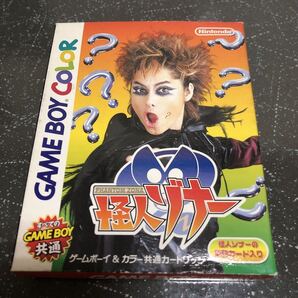 Nintendo
GAME BOY COLOR
PHANTOM ZONA
怪人ゾナー
GAME BOY
共通
ゲームボーイ&カラー共通カートリッジ
怪人ゾナーの
カード入り